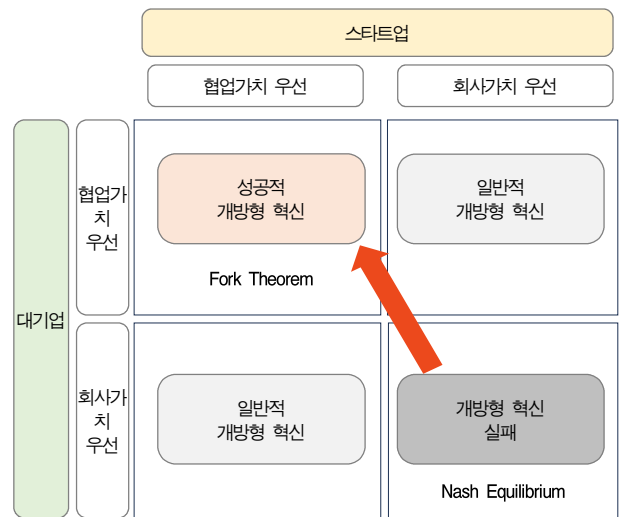 스타트업
협업가치 우선
회사가치 우선
대기업
협업가
치
우선
성공적
개방형 혁신
Fork Theorem
일반적
개방형 혁신
회사가
치
우선
일반적
개방형 혁신
개방형 혁신
실패
Nash Equilibrium